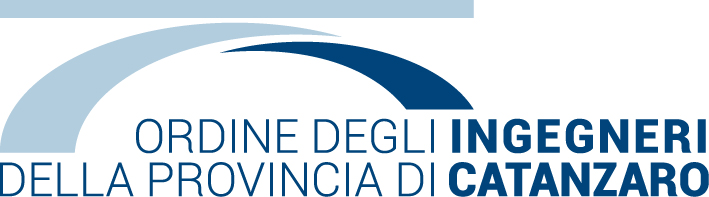 ORDINE DEGLI INGEGNERI
DELLA PROVINCIA DI CATANZARO